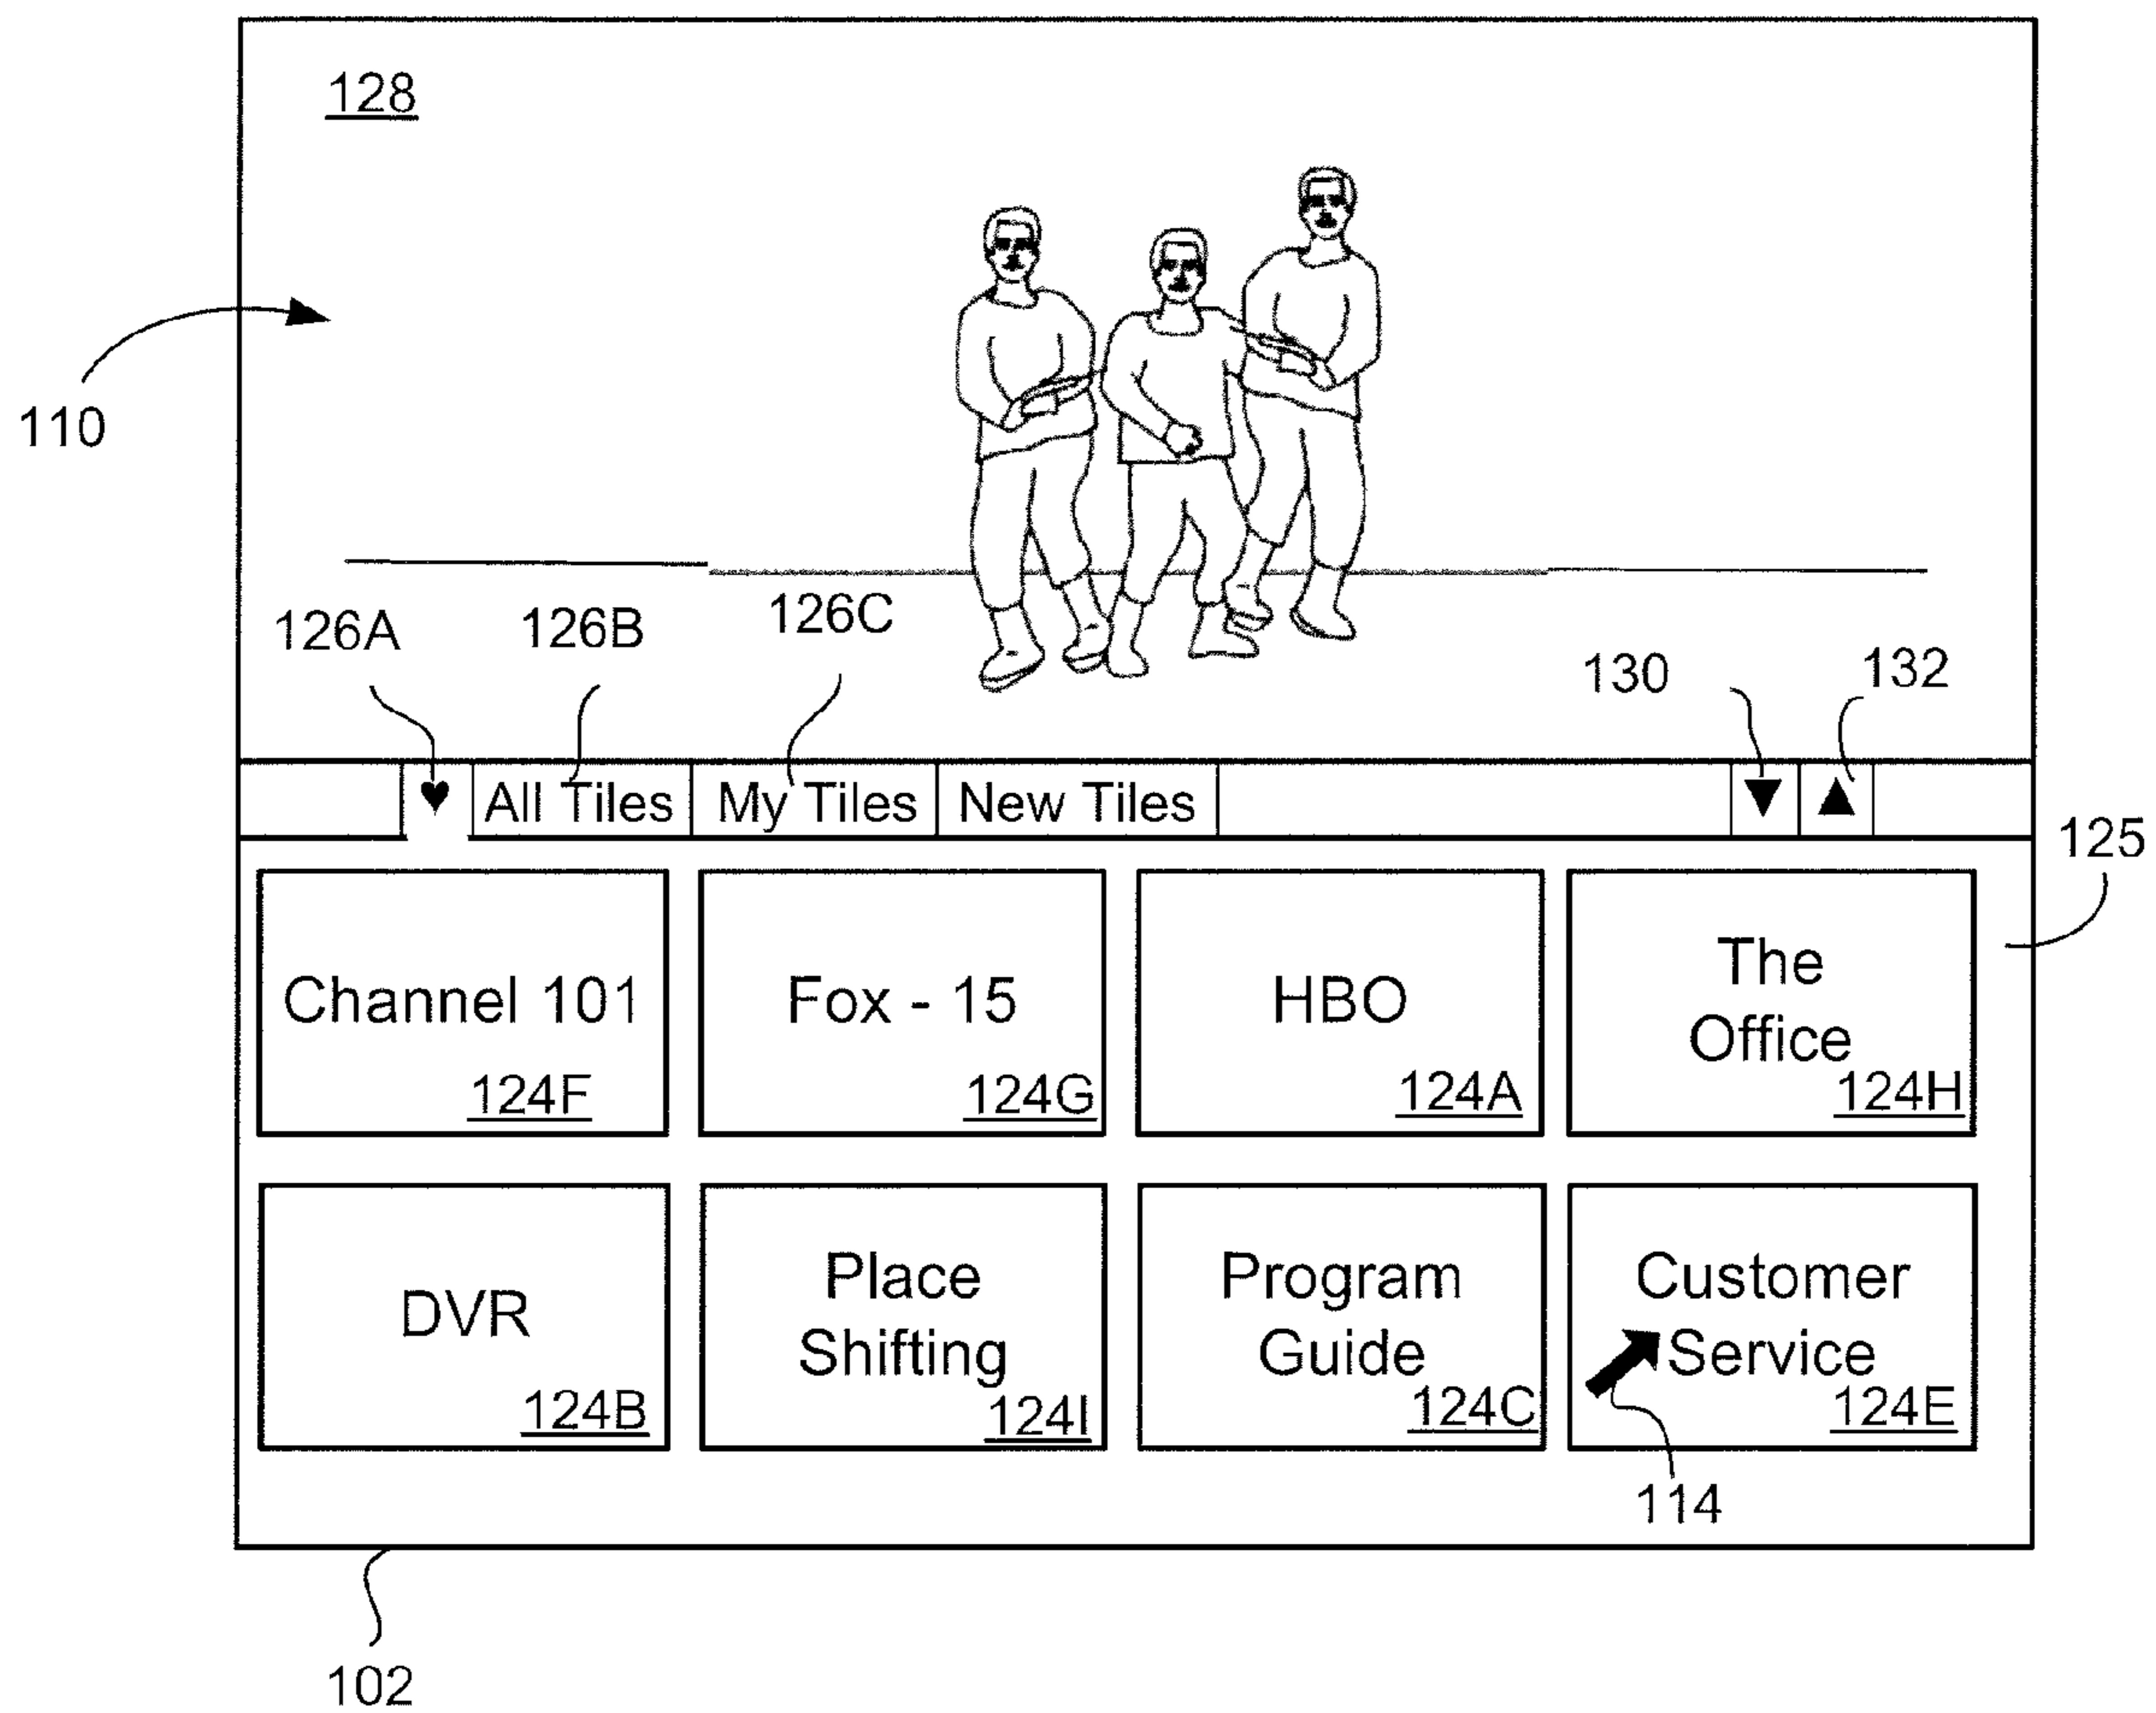 128
110
126A
126B
126C
130
132
♥
All Tiles
My Tiles
New Tiles
▼
▲
125
Channel 101
124F
Fox - 15
124G
HBO
124A
The
Office
124H
DVR
124B
Place
Shifting
124I
Program
Guide
124C
Customer
Service
124E
114
102